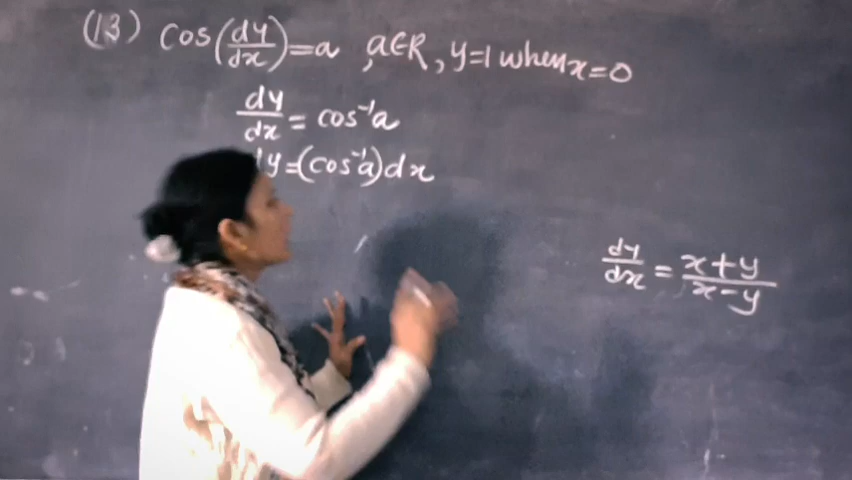 (13) cos(dy/dx)=a , a∈R , y=1 when x=0
dy/dx = cos⁻¹a
dy=(cos⁻¹a)dx
dy/dx = x+y/x-y